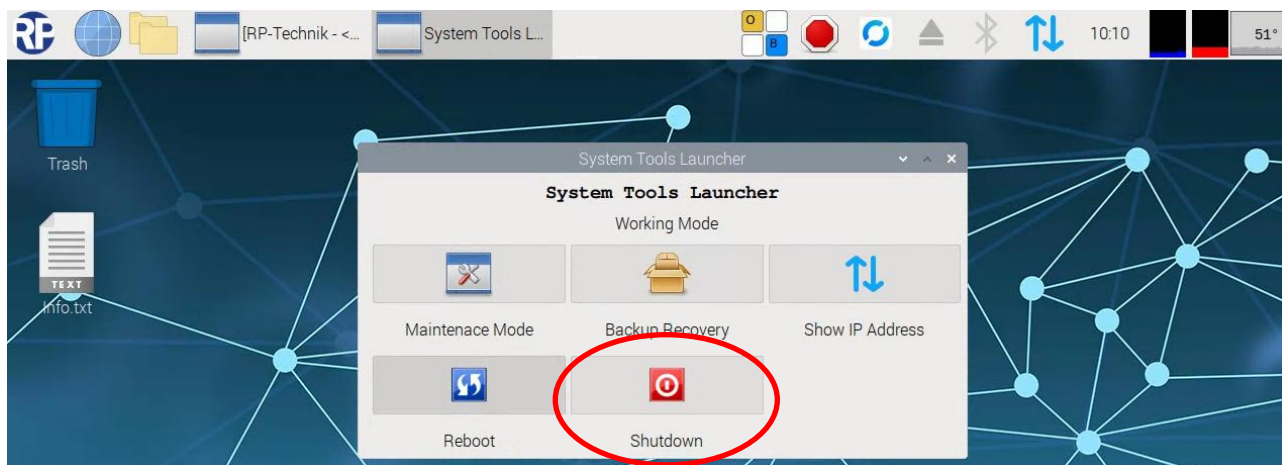 RP
[RP-Technik - <...
System Tools L...
O
B
10:10
51°
Trash
TEXT
Info.txt
System Tools Launcher
System Tools Launcher
Working Mode
Maintenace Mode
Backup Recovery
Show IP Address
Reboot
Shutdown